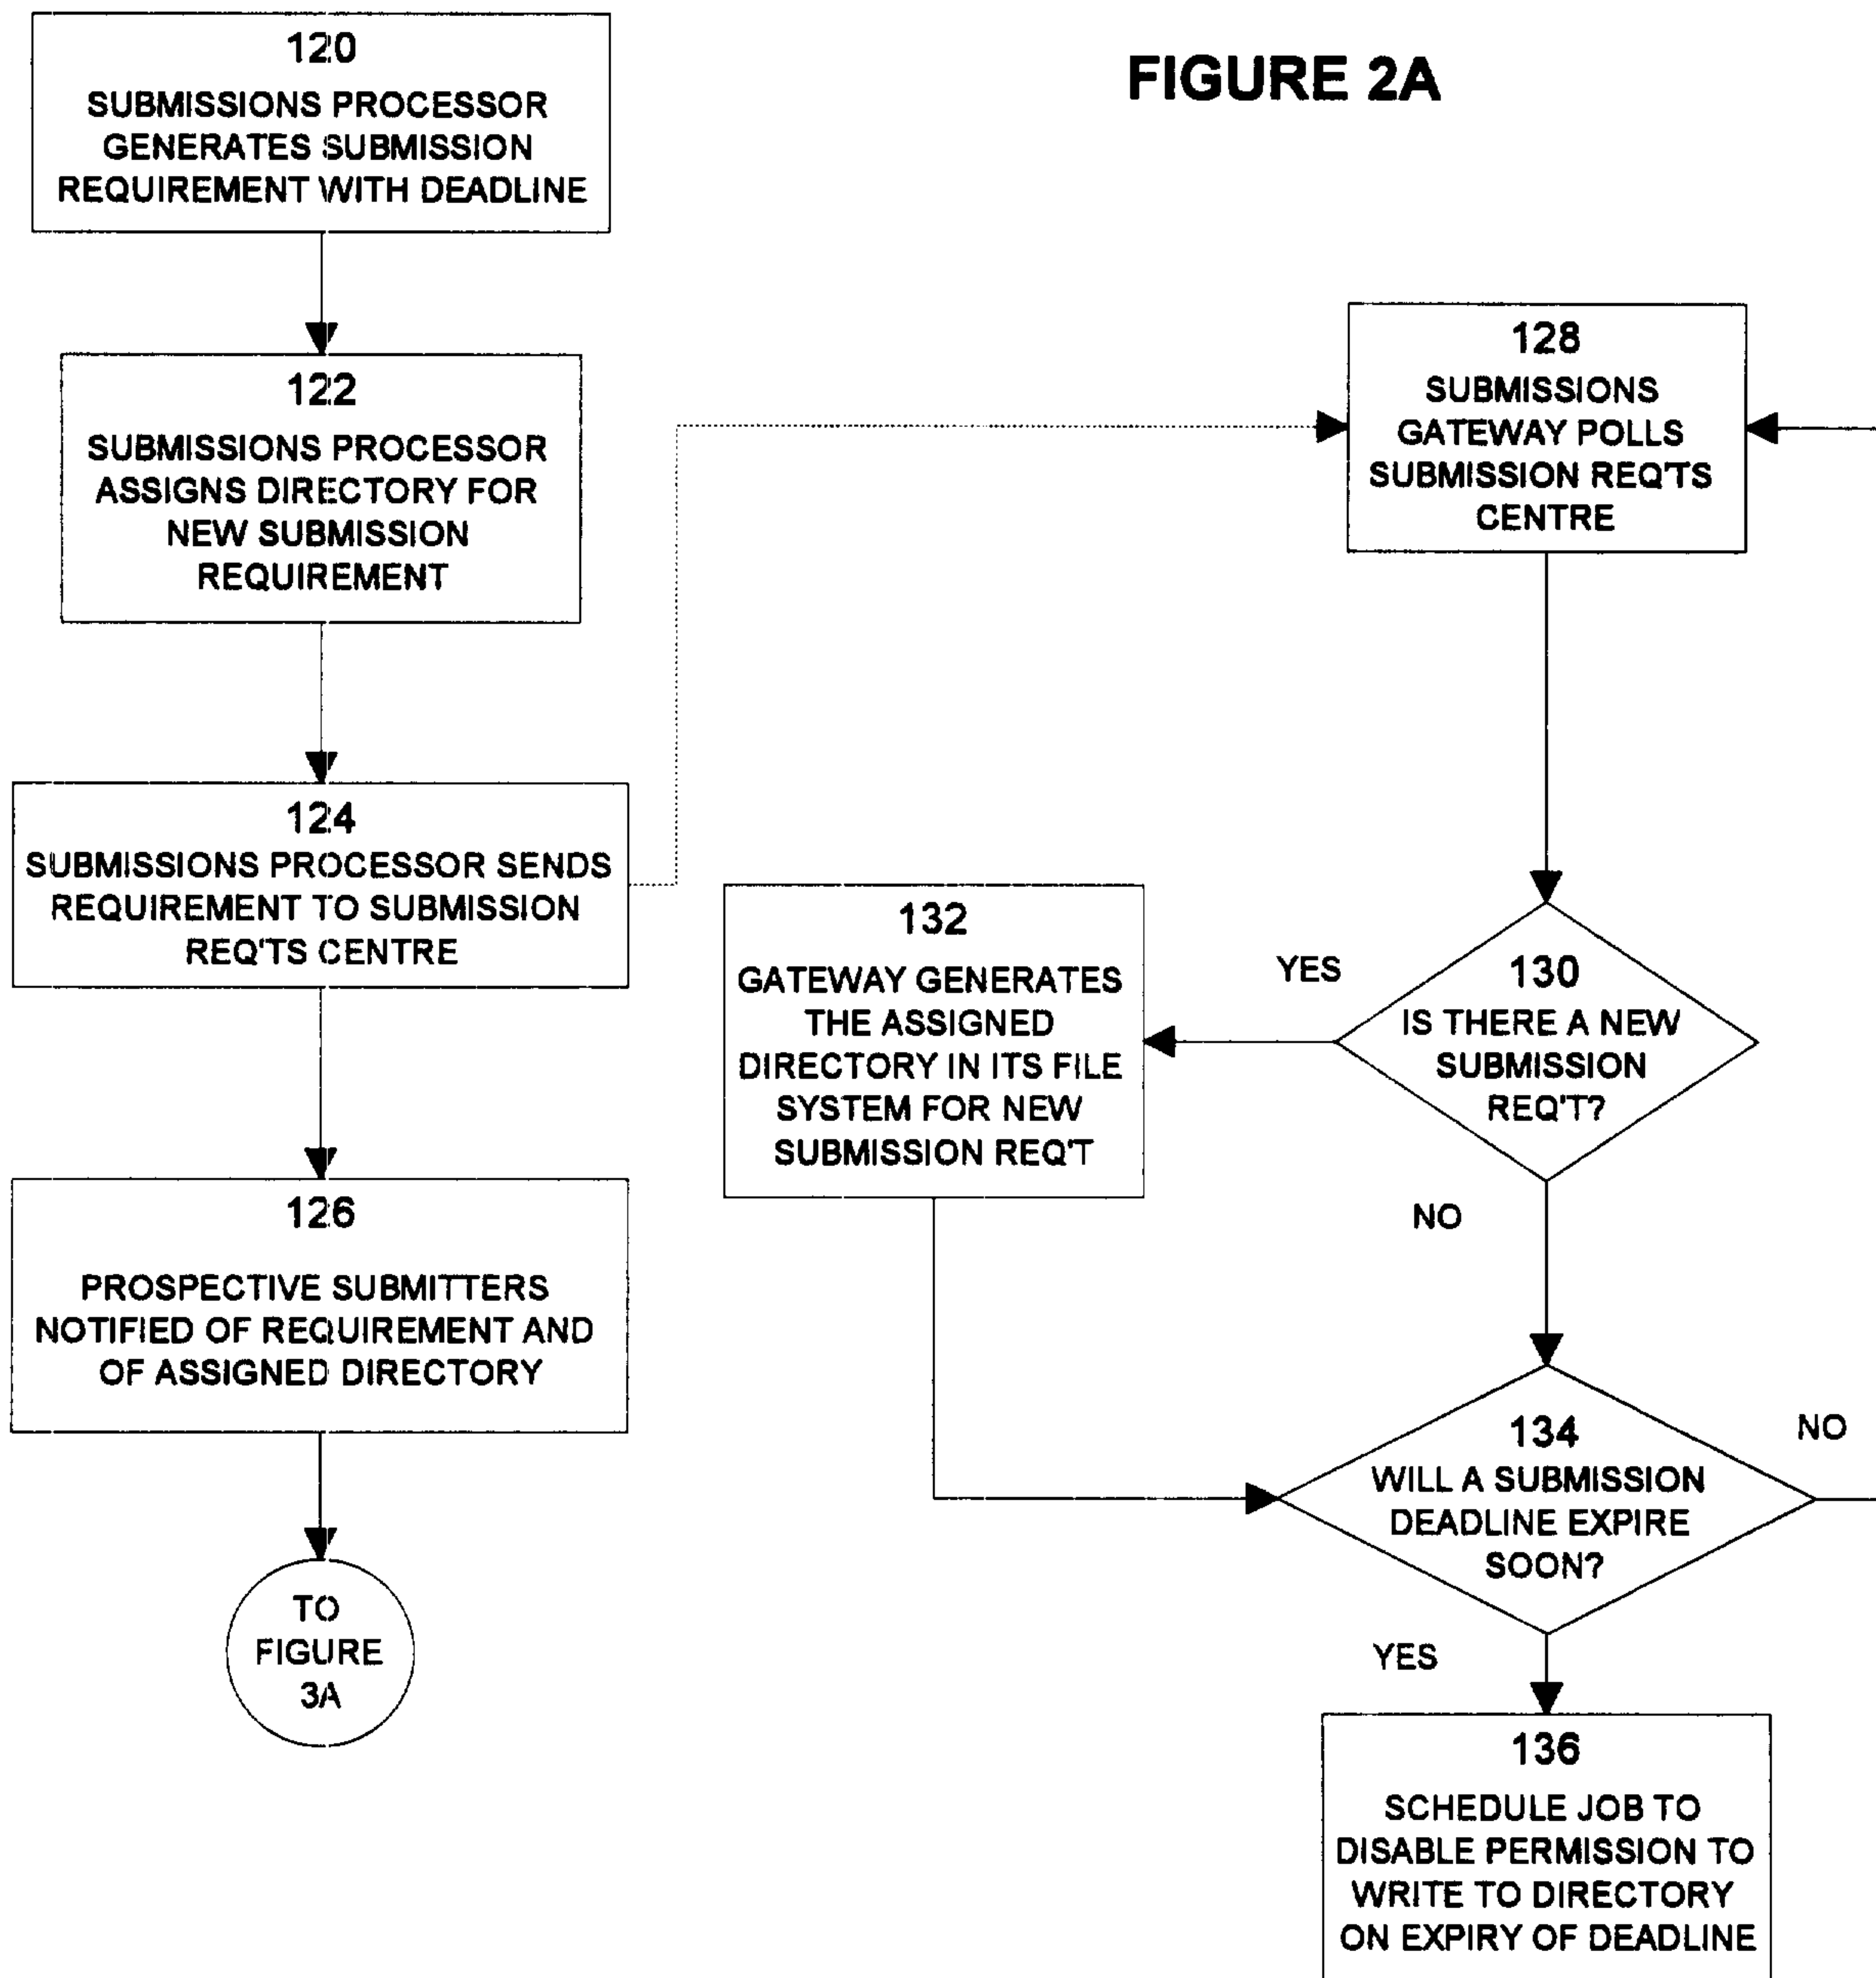 FIGURE 2A
120
SUBMISSIONS PROCESSOR
GENERATES SUBMISSION
REQUIREMENT WITH DEADLINE
122
SUBMISSIONS PROCESSOR
ASSIGNS DIRECTORY FOR
NEW SUBMISSION
REQUIREMENT
124
SUBMISSIONS PROCESSOR SENDS
REQUIREMENT TO SUBMISSION
REQ'TS CENTRE
126
PROSPECTIVE SUBMITTERS
NOTIFIED OF REQUIREMENT AND
OF ASSIGNED DIRECTORY
TO
FIGURE
3A
128
SUBMISSIONS
GATEWAY POLLS
SUBMISSION REQ'TS
CENTRE
130
IS THERE A NEW
SUBMISSION
REQ'T?
YES
NO
132
GATEWAY GENERATES
THE ASSIGNED
DIRECTORY IN ITS FILE
SYSTEM FOR NEW
SUBMISSION REQ'T
134
WILL A SUBMISSION
DEADLINE EXPIRE
SOON?
NO
YES
136
SCHEDULE JOB TO
DISABLE PERMISSION TO
WRITE TO DIRECTORY
ON EXPIRY OF DEADLINE